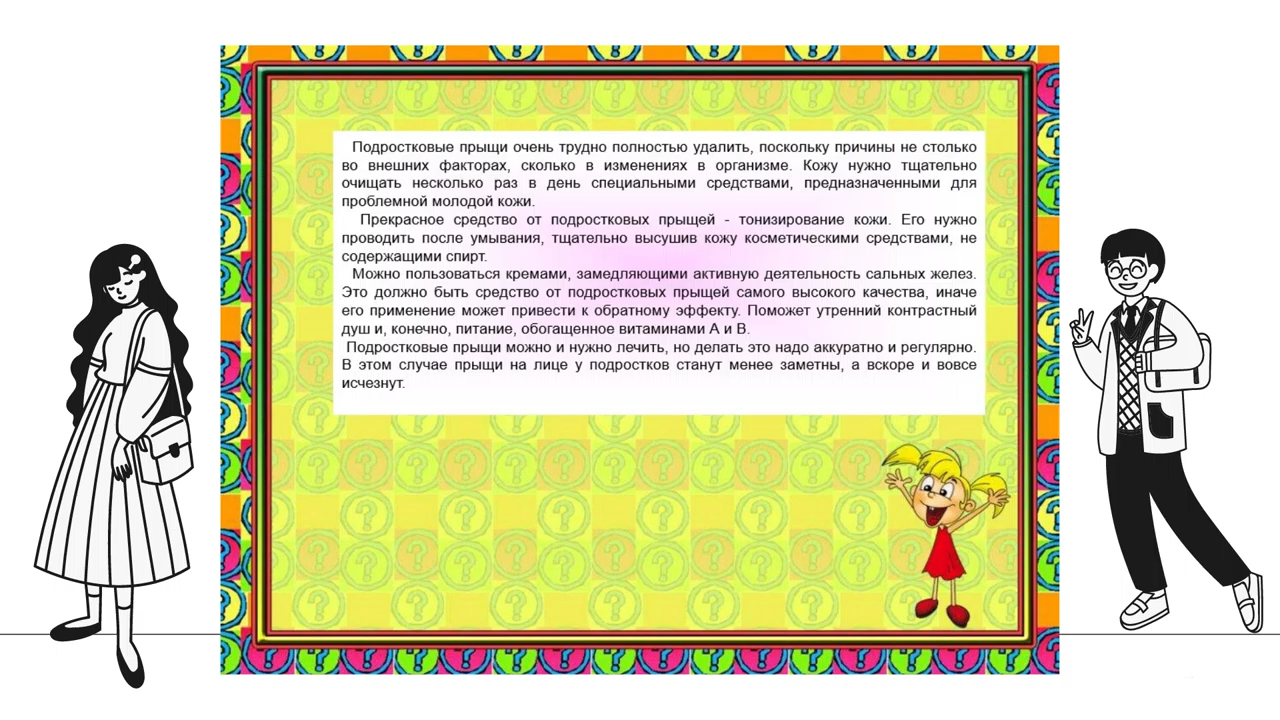 Подростковые прыщи очень трудно полностью удалить, поскольку причины не столько
во внешних факторах, сколько в изменениях в организме. Кожу нужно тщательно
очищать несколько раз в день специальными средствами, предназначенными для
проблемной молодой кожи.
Прекрасное средство от подростковых прыщей - тонизирование кожи. Его нужно
проводить после умывания, тщательно высушив кожу косметическими средствами, не
содержащими спирт.
Можно пользоваться кремами, замедляющими активную деятельность сальных желез.
Это должно быть средство от подростковых прыщей самого высокого качества, иначе
его применение может привести к обратному эффекту. Поможет утренний контрастный
душ и, конечно, питание, обогащенное витаминами А и В.
Подростковые прыщи можно и нужно лечить, но делать это надо аккуратно и регулярно.
В этом случае прыщи на лице у подростков станут менее заметны, а вскоре и вовсе
исчезнут.